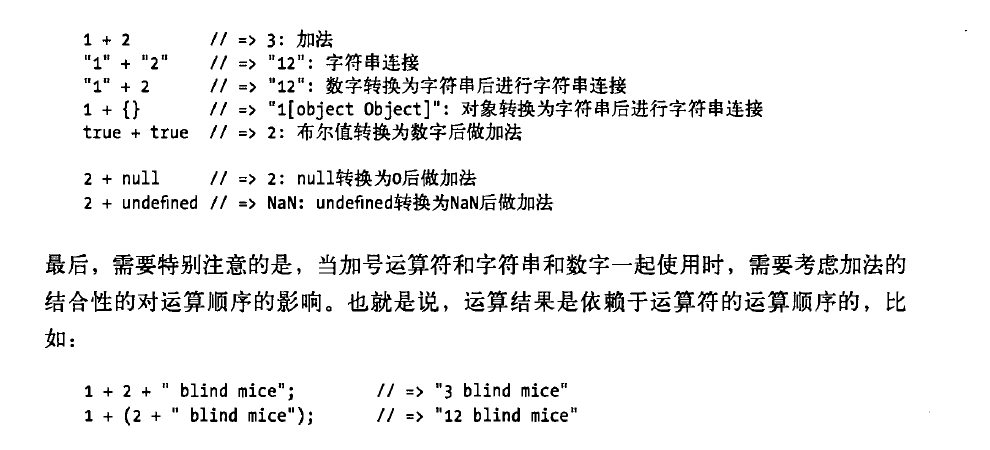 1 + 2 // => 3: 加法
"1" + "2" // => "12": 字符串连接
"1" + 2 // => "12": 数字转换为字符串后进行字符串连接
1 + {} // => "1[object Object]": 对象转换为字符串后进行字符串连接
true + true // => 2: 布尔值转换为数字后做加法
2 + null // => 2: null转换为0后做加法
2 + undefined // => NaN: undefined转换为NaN后做加法
最后，需要特别注意的是，当加号运算符和字符串和数字一起使用时，需要考虑加法的
结合性的对运算顺序的影响。也就是说，运算结果是依赖于运算符的运算顺序的，比
如：
1 + 2 + " blind mice"; // => "3 blind mice"
1 + (2 + " blind mice"); // => "12 blind mice"